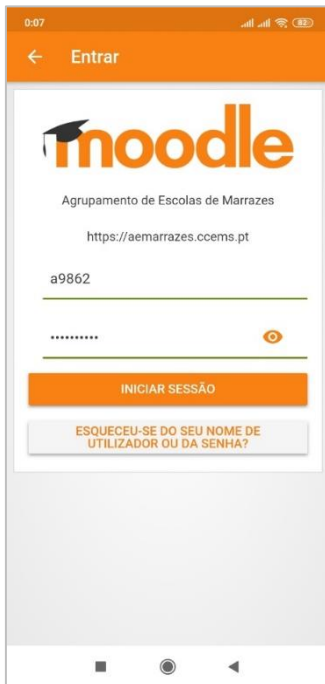 0:07
82
Entrar
moodle
Agrupamento de Escolas de Marrazes
https://aemarrazes.ccems.pt
a9862
••••••••••
INICIAR SESSÃO
ESQUECEU-SE DO SEU NOME DE
UTILIZADOR OU DA SENHA?